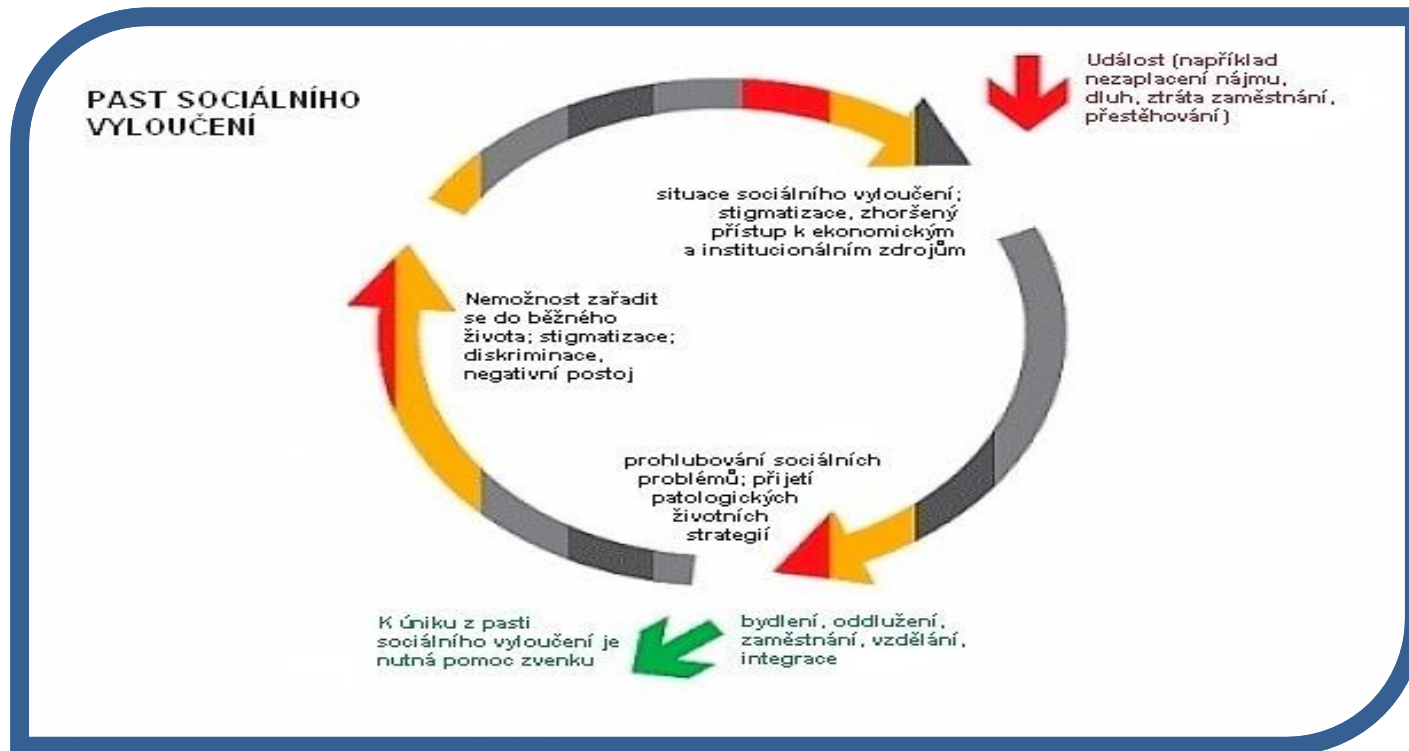 PAST SOCIÁLNÍHO
VYLOUČENÍ
Událost (například
nezaplacení nájmu,
dluh, ztráta zaměstnání,
přestěhování)
situace sociálního vyloučení;
stigmatizace, zhoršený
přístup k ekonomickým
a institucionálním zdrojům
Nemožnost zařadit
se do běžného
života; stigmatizace;
diskriminace,
negativní postoj
prohlubování sociálních
problémů; přijetí
patologických
životních
strategií
K úniku z pasti
sociálního vyloučení je
nutná pomoc zvenku
bydlení, oddlužení,
zaměstnání, vzdělání,
integrace